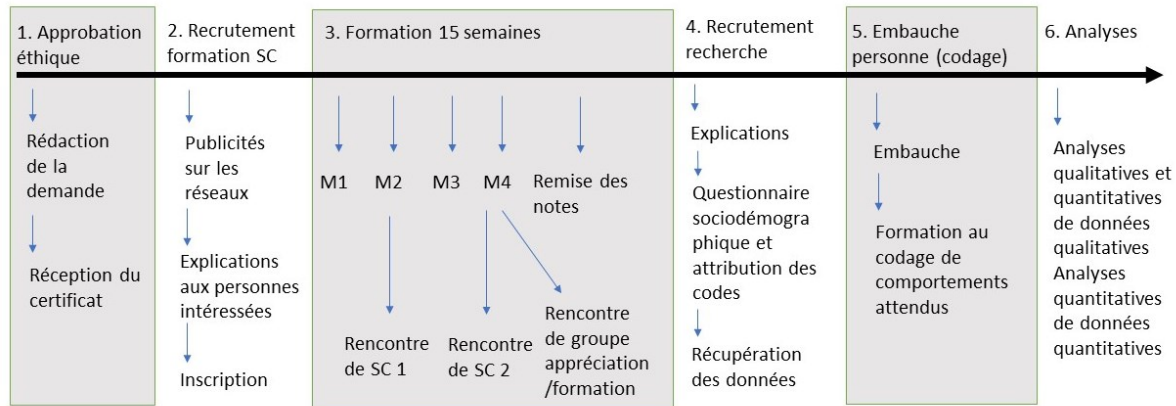 1. Approbation
éthique
Rédaction
de la
demande
Réception du
certificat
2. Recrutement
formation SC
Publicités
sur les
réseaux
Explications
aux personnes
intéressées
Inscription
3. Formation 15 semaines
M1
M2
M3
M4
Remise des
notes
Rencontre
de SC 1
Rencontre
de SC 2
Rencontre
de groupe
appréciation
/formation
4. Recrutement
recherche
Explications
Questionnaire
sociodémogra
phique et
attribution des
codes
Récupération
des données
5. Embauche
personne (codage)
Embauche
Formation au
codage de
comportements
attendus
6. Analyses
Analyses
qualitatives et
quantitatives
de données
qualitatives
Analyses
quantitatives
de données
quantitatives